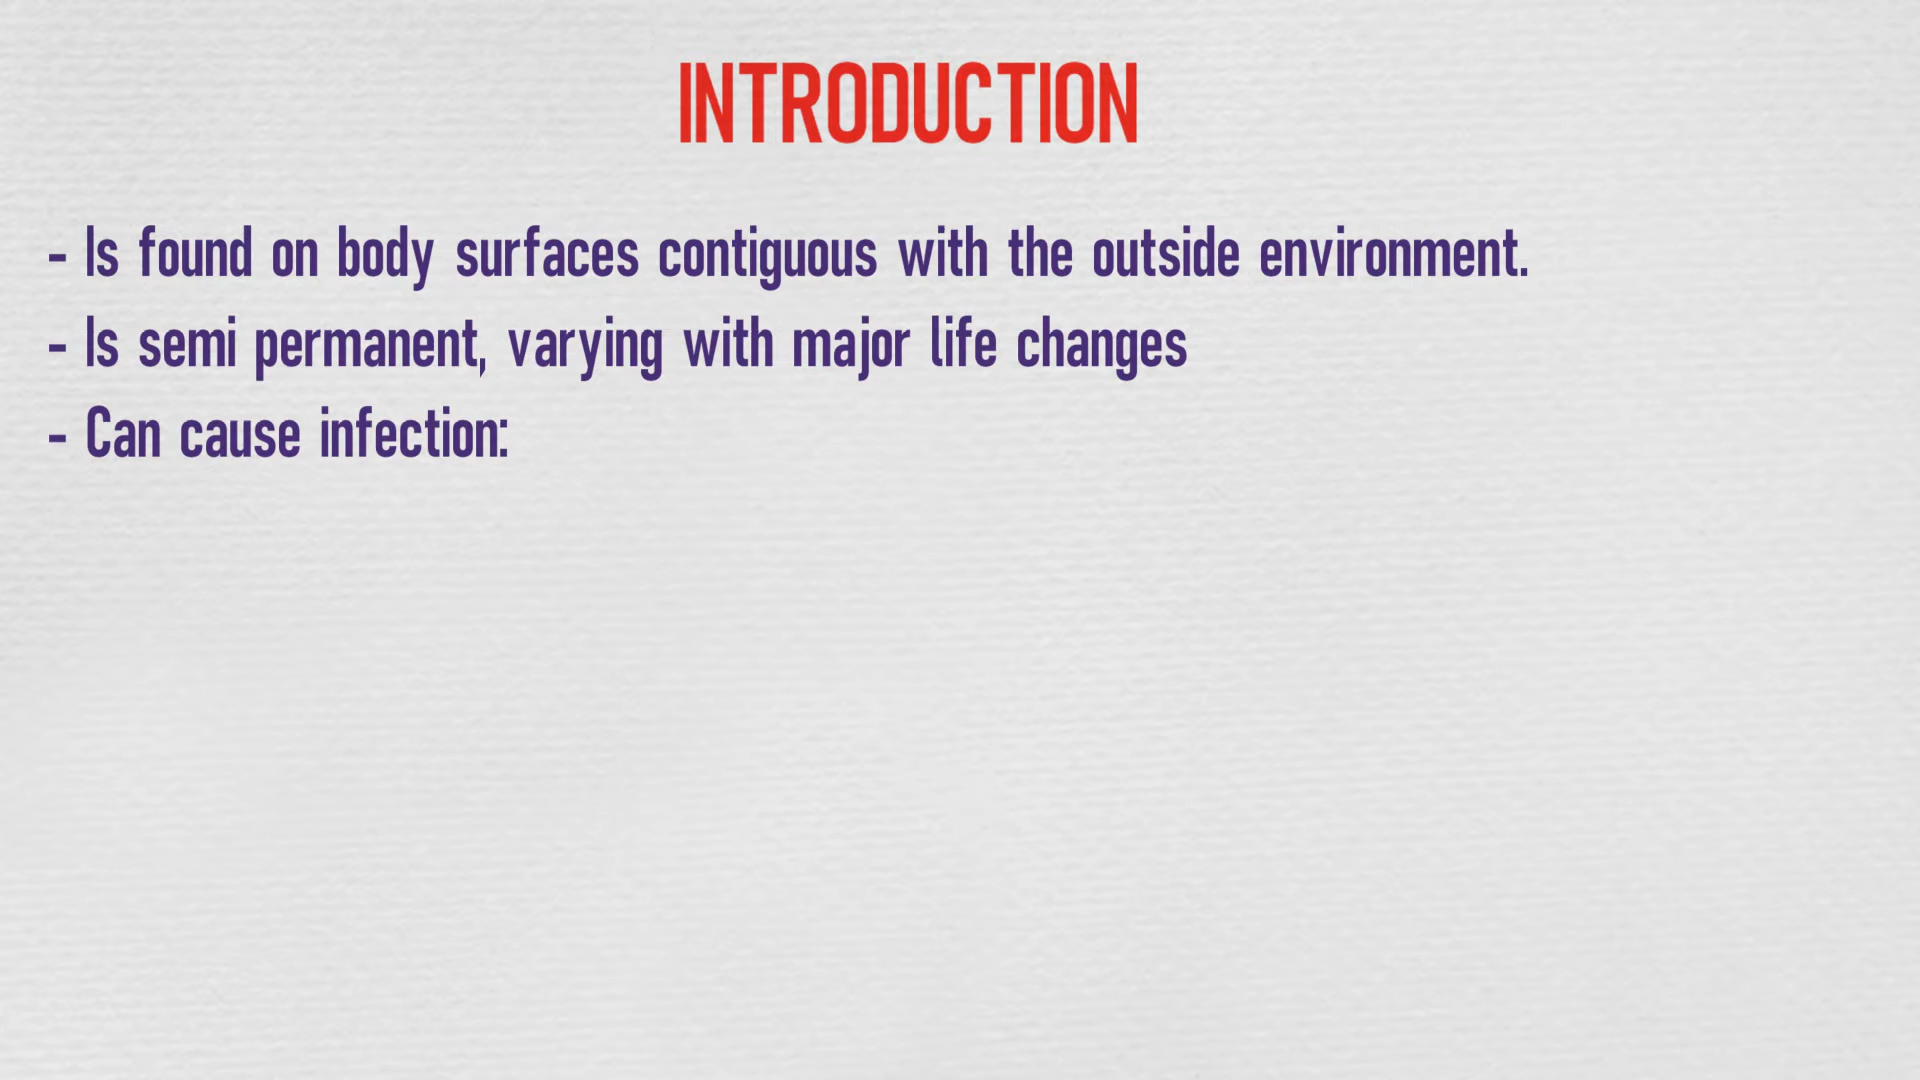 INTRODUCTION
- Is found on body surfaces contiguous with the outside environment.
- Is semi permanent, varying with major life changes
- Can cause infection: